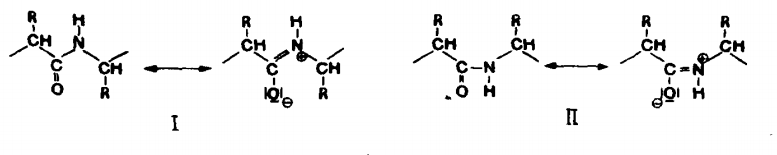 R H R H
CH N CH N ⊕
C CH C CH
O R |O| ⊖ R
I
R R R R
CH CH CH CH
C N C=N ⊕
O H ⊖ |O| H
II